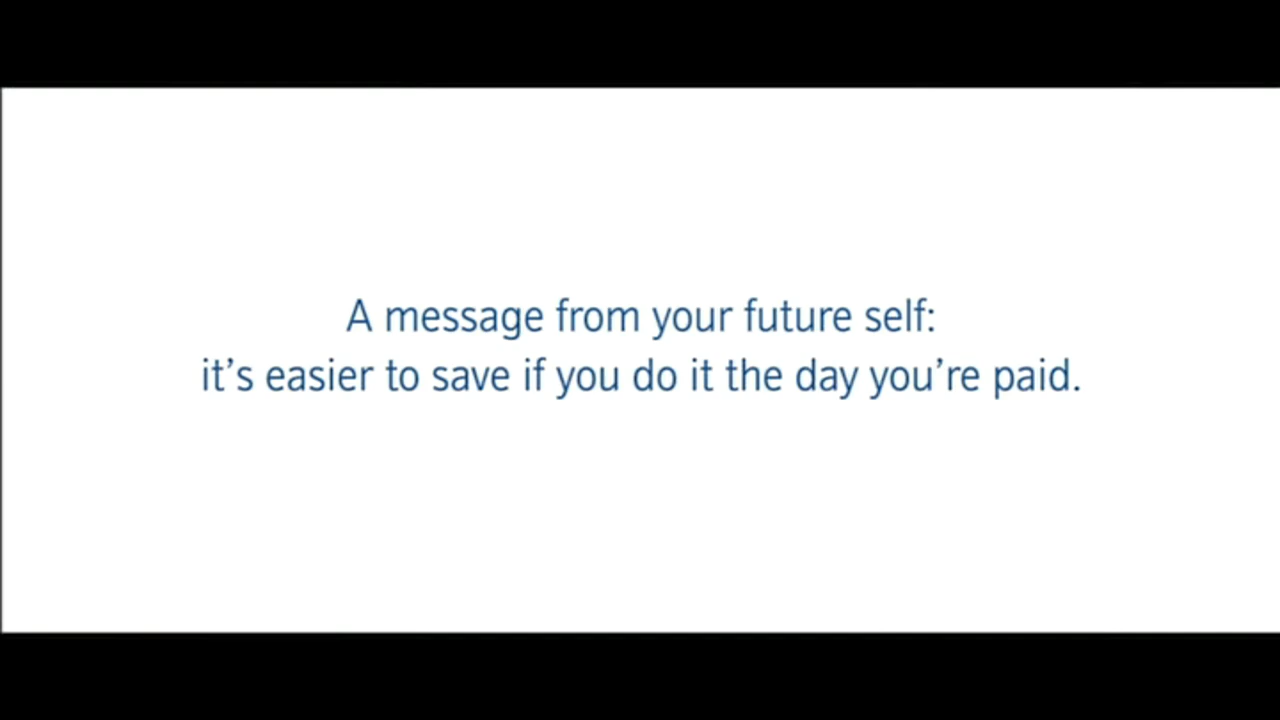 A message from your future self:
it’s easier to save if you do it the day you’re paid.